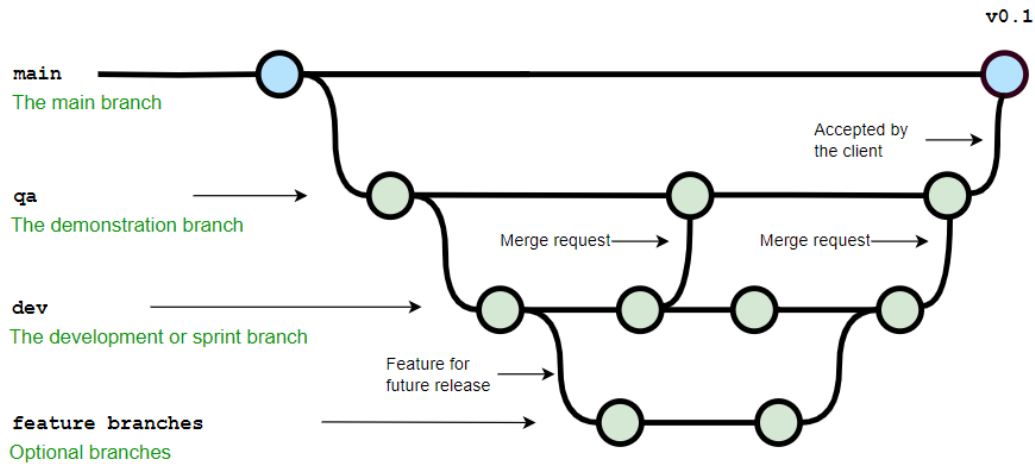 v0.1
main
The main branch
Accepted by
the client
qa
The demonstration branch
Merge request
Merge request
dev
The development or sprint branch
Feature for
future release
feature branches
Optional branches